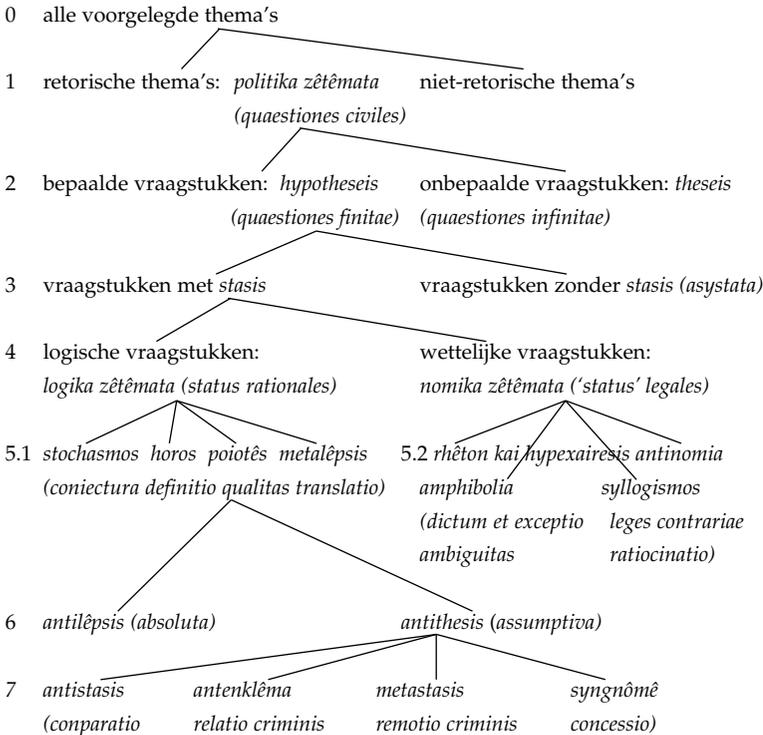 0 alle voorgelegde thema's
1 retorische thema's: politika zêtêmata niet-retorische thema's
(quaestiones civiles)
2 bepaalde vraagstukken: hypotheseis onbepaalde vraagstukken: theseis
(quaestiones finitae) (quaestiones infinitae)
3 vraagstukken met stasis vraagstukken zonder stasis (asystata)
4 logische vraagstukken: wettelijke vraagstukken:
logika zêtêmata (status rationales) nomika zêtêmata ('status' legales)
5.1 stochasmos horos poiotês metalêpsis 5.2 rhêton kai hypexairesis antinomia
(coniectura definitio qualitas translatio) amphibolia syllogismos
(dictum et exceptio leges contrariae
ambiguitas ratiocinatio)
6 antilêpsis (absoluta) antithesis (assumptiva)
7 antistasis antenklêma metastasis syngnômê
(conparatio relatio criminis remotio criminis concessio)